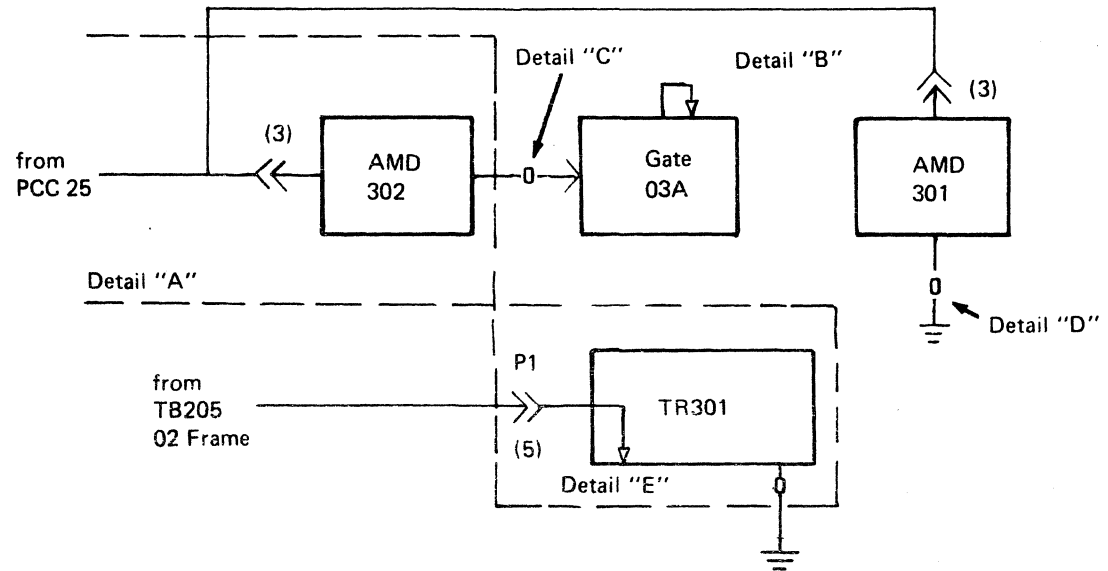 Detail "C"
Detail "B"
(3)
(3)
from
PCC 25
AMD
302
Gate
03A
AMD
301
Detail "A"
Detail "D"
P1
from
TB205
02 Frame
TR301
(5)
Detail "E"